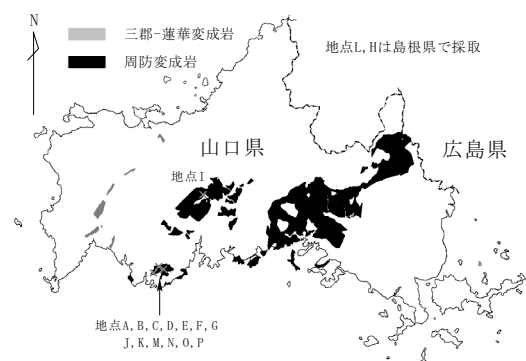 N
三郡-蓮華変成岩
周防変成岩
地点L,Hは島根県で採取
山口県
広島県
地点I
地点A,B,C,D,E,F,G
J,K,M,N,O,P